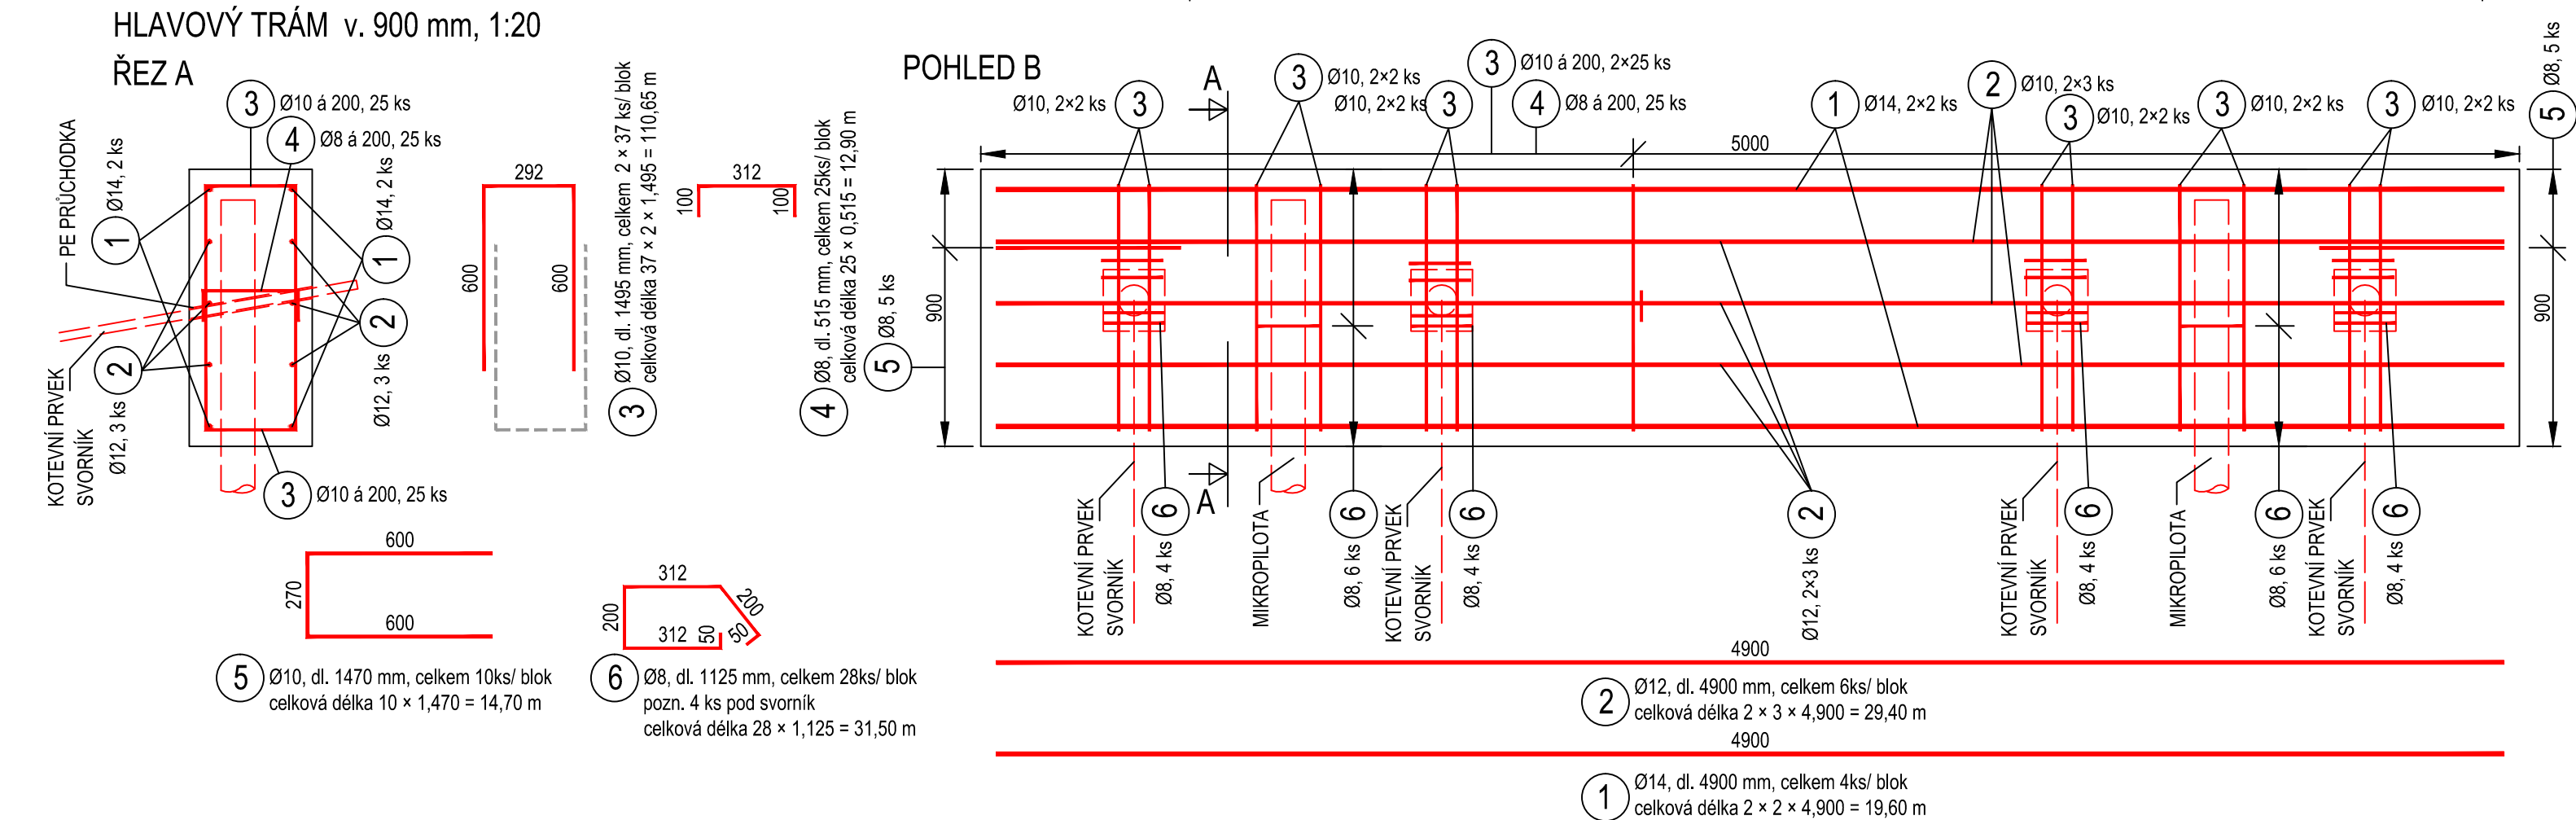 HLAVOVÝ TRÁM v. 900 mm, 1:20
ŘEZ A
3 Ø10 á 200, 25 ks
4 Ø8 á 200, 25 ks
PE PRŮCHODKA
1 Ø14, 2 ks
1 Ø14, 2 ks
2 Ø12, 3 ks
2 Ø12, 3 ks
KOTEVNÍ PRVEK
SVORNÍK
3 Ø10 á 200, 25 ks
292
600
600
3 Ø10, dl. 1495 mm, celkem 2 × 37 ks/ blok
celková délka 37 × 2 × 1,495 = 110,65 m
312
100
100
4 Ø8, dl. 515 mm, celkem 25ks/ blok
celková délka 25 × 0,515 = 12,90 m
600
270
600
5 Ø10, dl. 1470 mm, celkem 10ks/ blok
celková délka 10 × 1,470 = 14,70 m
312
200
200
312
50
50
6 Ø8, dl. 1125 mm, celkem 28ks/ blok
pozn. 4 ks pod svorník
celková délka 28 × 1,125 = 31,50 m
POHLED B
Ø10, 2×2 ks 3
A
3 Ø10, 2×2 ks
Ø10, 2×2 ks 3
3 Ø10 á 200, 2×25 ks
4 Ø8 á 200, 25 ks
1 Ø14, 2×2 ks
2 Ø10, 2×3 ks
3 Ø10, 2×2 ks
3 Ø10, 2×2 ks
3 Ø10, 2×2 ks
5 Ø8, 5 ks
5000
900
5 Ø8, 5 ks
900
A
KOTEVNÍ PRVEK
SVORNÍK
6 Ø8, 4 ks
MIKROPILOTA
6 Ø8, 6 ks
KOTEVNÍ PRVEK
SVORNÍK
6 Ø8, 4 ks
2 Ø12, 2×3 ks
KOTEVNÍ PRVEK
SVORNÍK
6 Ø8, 4 ks
MIKROPILOTA
6 Ø8, 6 ks
KOTEVNÍ PRVEK
SVORNÍK
6 Ø8, 4 ks
4900
2 Ø12, dl. 4900 mm, celkem 6ks/ blok
celková délka 2 × 3 × 4,900 = 29,40 m
4900
1 Ø14, dl. 4900 mm, celkem 4ks/ blok
celková délka 2 × 2 × 4,900 = 19,60 m